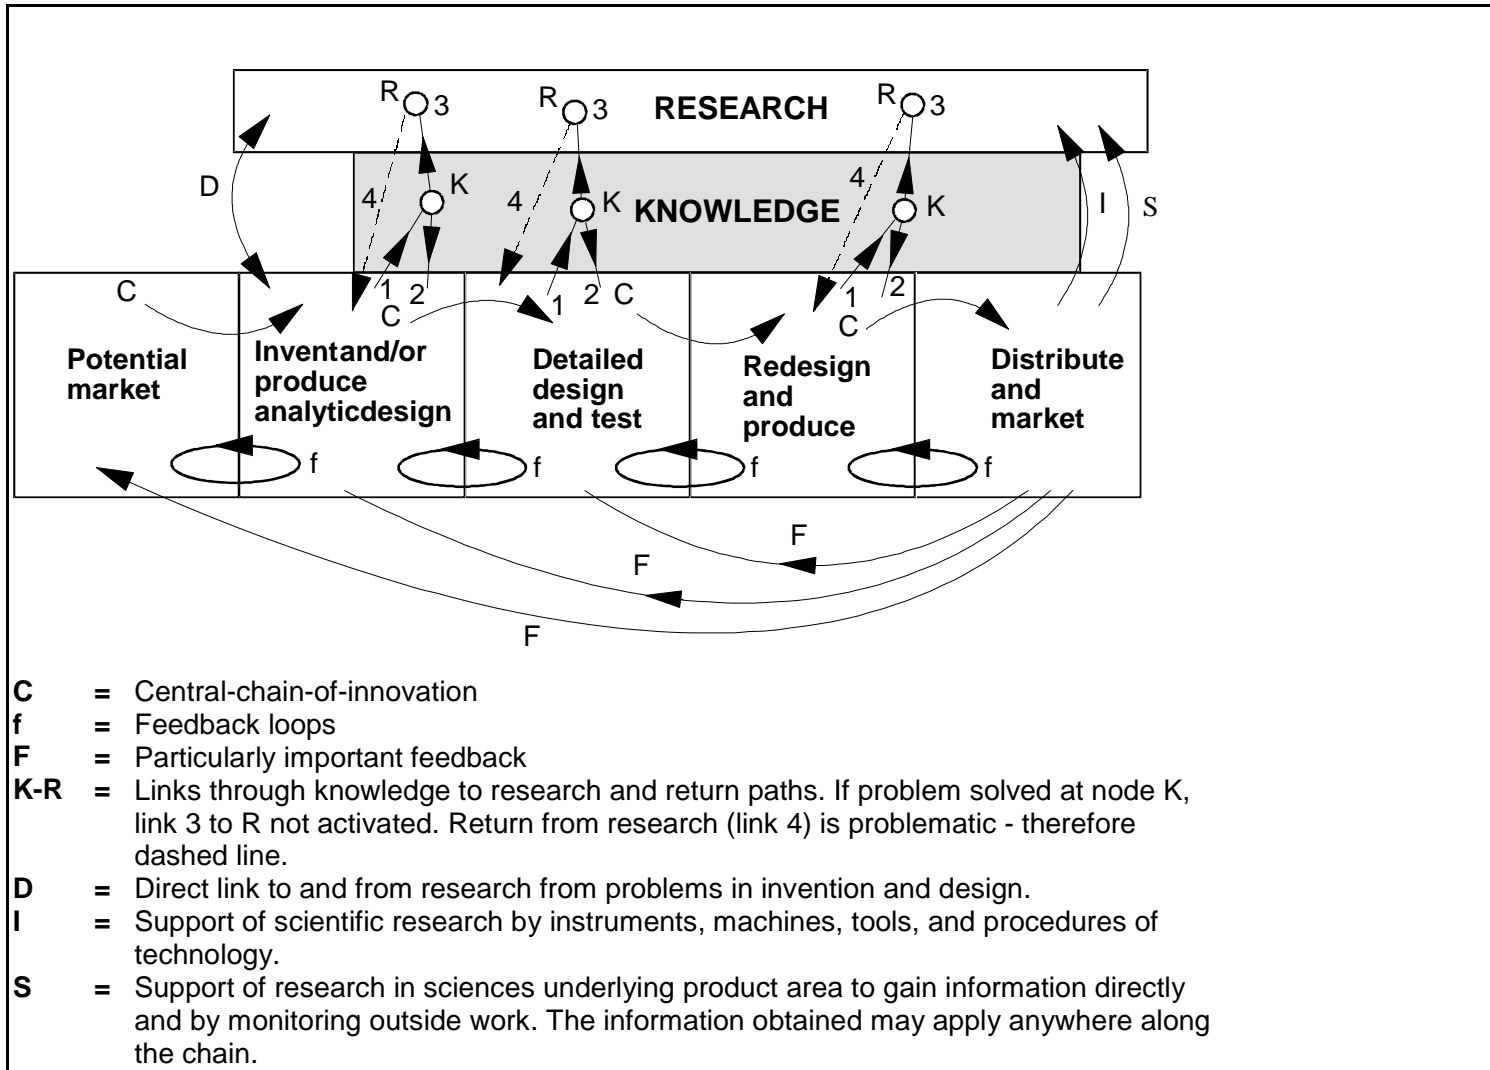 R 3 R 3 RESEARCH R 3
D 4 K 4 K KNOWLEDGE 4 K I S
C 1 2 C 1 2 C 1 2 C
Potential
market
Inventand/or
produce
analyticdesign
Detailed
design
and test
Redesign
and
produce
Distribute
and
market
f f f f
F
F
F
C = Central-chain-of-innovation
f = Feedback loops
F = Particularly important feedback
K-R = Links through knowledge to research and return paths. If problem solved at node K,
link 3 to R not activated. Return from research (link 4) is problematic - therefore
dashed line.
D = Direct link to and from research from problems in invention and design.
I = Support of scientific research by instruments, machines, tools, and procedures of
technology.
S = Support of research in sciences underlying product area to gain information directly
and by monitoring outside work. The information obtained may apply anywhere along
the chain.